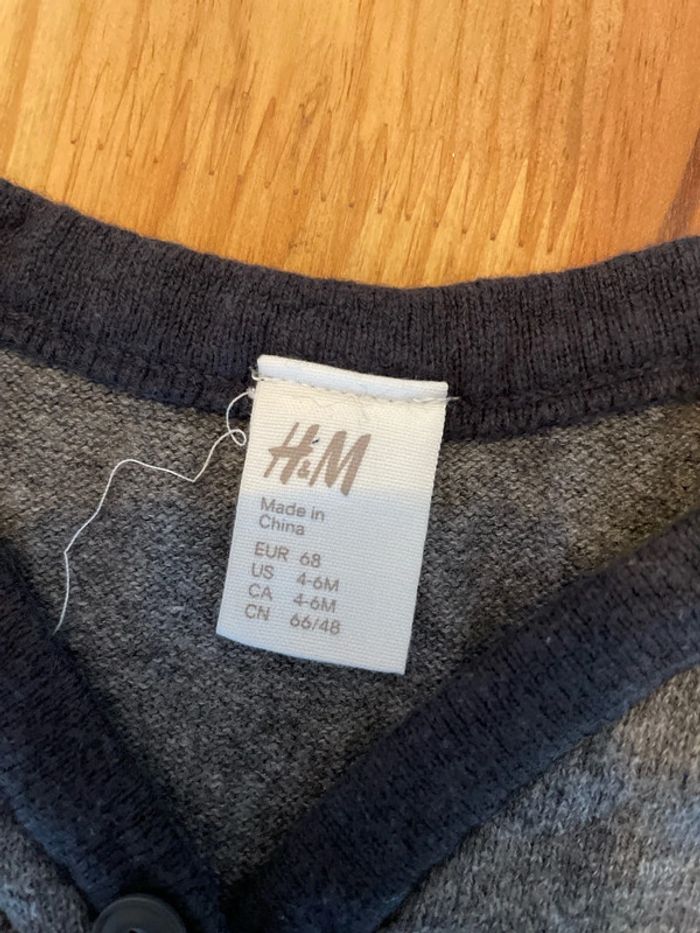 H&M
Made in
China
EUR 68
US 4-6M
CA 4-6M
CN 66/48